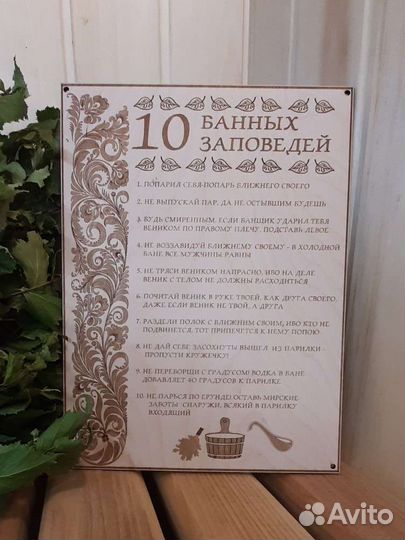 10 БАННЫХ
ЗАПОВЕДЕЙ
1. ПОПАРИЛ СЕБЯ-ПОПАРЬ БЛИЖНЕГО СВОЕГО
2. НЕ ВЫПУСКАЙ ПАР, ДА НЕ ОСТЫВШИМ БУДЕШЬ
3. БУДЬ СМИРЕННЫМ, ЕСЛИ БАНЩИК УДАРИЛ ТЕБЯ
ВЕНИКОМ ПО ПРАВОМУ ПЛЕЧУ, ПОДСТАВЬ ЛЕВОЕ
4. НЕ ВОЗЗАВИДУЙ БЛИЖНЕМУ СВОЕМУ - В ХОЛОДНОЙ
БАНЕ ВСЕ МУЖЧИНЫ РАВНЫ
5. НЕ ТРЯСИ ВЕНИКОМ НАПРАСНО, ИБО НА ДЕЛЕ
ВЕНИК С ТЕЛОМ НЕ ДОЛЖНЫ РАСХОДИТЬСЯ
6. ПОЧИТАЙ ВЕНИК В РУКЕ ТВОЕЙ, КАК ДРУГА СВОЕГО,
ДАЖЕ ЕСЛИ ВЕНИК НЕ ТВОЙ, А ДРУГА
7. РАЗДЕЛИ ПОЛОК С БЛИЖНИМ СВОИМ, ИБО КТО НЕ
ПОДВИНЕТСЯ, ТОТ ПРИПЕЧЕТСЯ К НЕМУ ПОПОЮ
8. НЕ ДАЙ СЕБЕ ЗАСОХНУТЬ! ВЫШЕЛ ИЗ ПАРИЛКИ -
ПРОПУСТИ КРУЖЕЧКУ!
9. НЕ ПЕРЕБОРЩИ С ГРАДУСОМ! ВОДКА В БАНЕ
ДОБАВЛЯЕТ 40 ГРАДУСОВ К ПАРИЛКЕ
10. НЕ ПАРЬСЯ ПО ЕРУНДЕ! ОСТАВЬ МИРСКИЕ
ЗАБОТЫ СНАРУЖИ, ВСЯКИЙ В ПАРИЛКУ
ВХОДЯЩИЙ
Avito